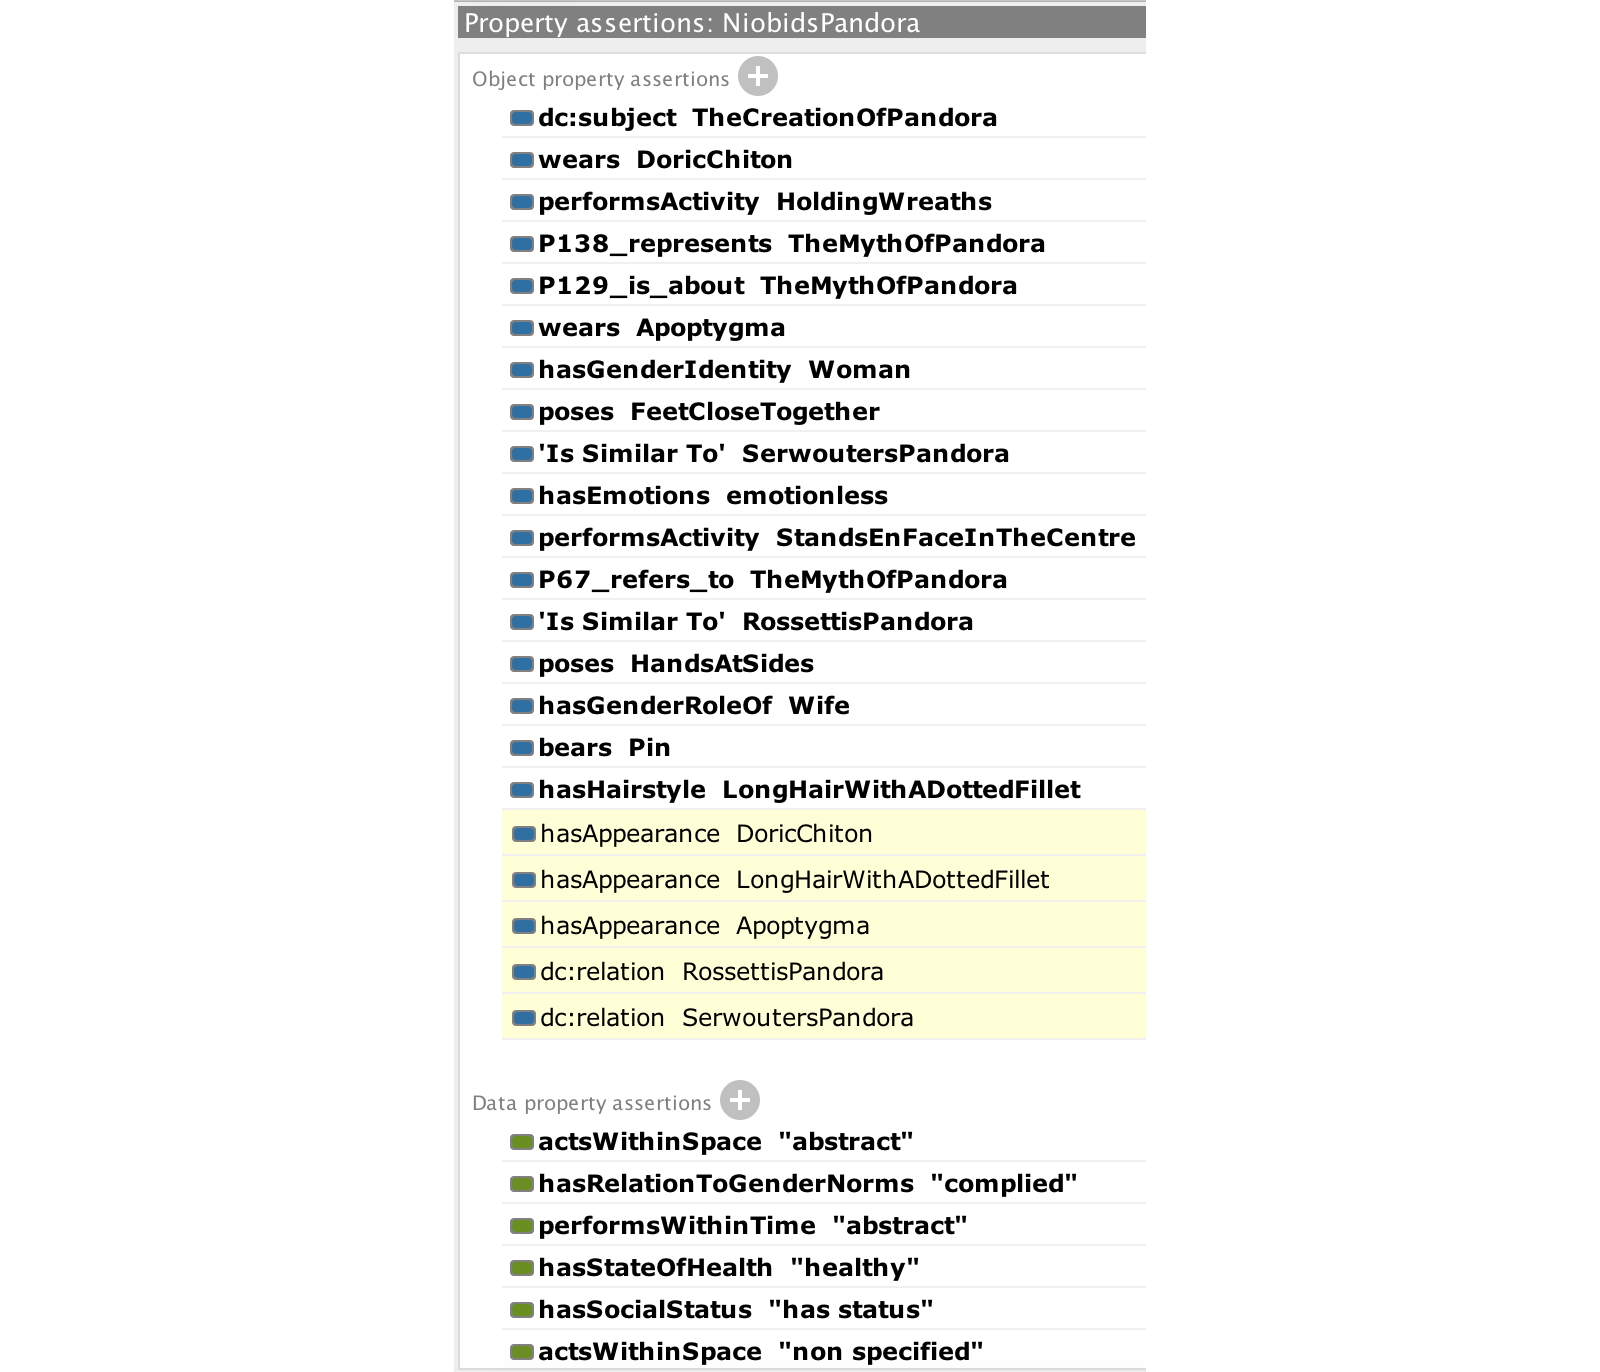 Property assertions: NiobidsPandora
Object property assertions
dc:subject TheCreationOfPandora
wears DoricChiton
performsActivity HoldingWreaths
P138_represents TheMythOfPandora
P129_is_about TheMythOfPandora
wears Apoptygma
hasGenderIdentity Woman
poses FeetCloseTogether
'Is Similar To' SerwoutersPandora
hasEmotions emotionless
performsActivity StandsEnFaceInTheCentre
P67_refers_to TheMythOfPandora
'Is Similar To' RossettisPandora
poses HandsAtSides
hasGenderRoleOf Wife
bears Pin
hasHairstyle LongHairWithADottedFillet
hasAppearance DoricChiton
hasAppearance LongHairWithADottedFillet
hasAppearance Apoptygma
dc:relation RossettisPandora
dc:relation SerwoutersPandora
Data property assertions
actsWithinSpace "abstract"
hasRelationToGenderNorms "complied"
performsWithinTime "abstract"
hasStateOfHealth "healthy"
hasSocialStatus "has status"
actsWithinSpace "non specified"